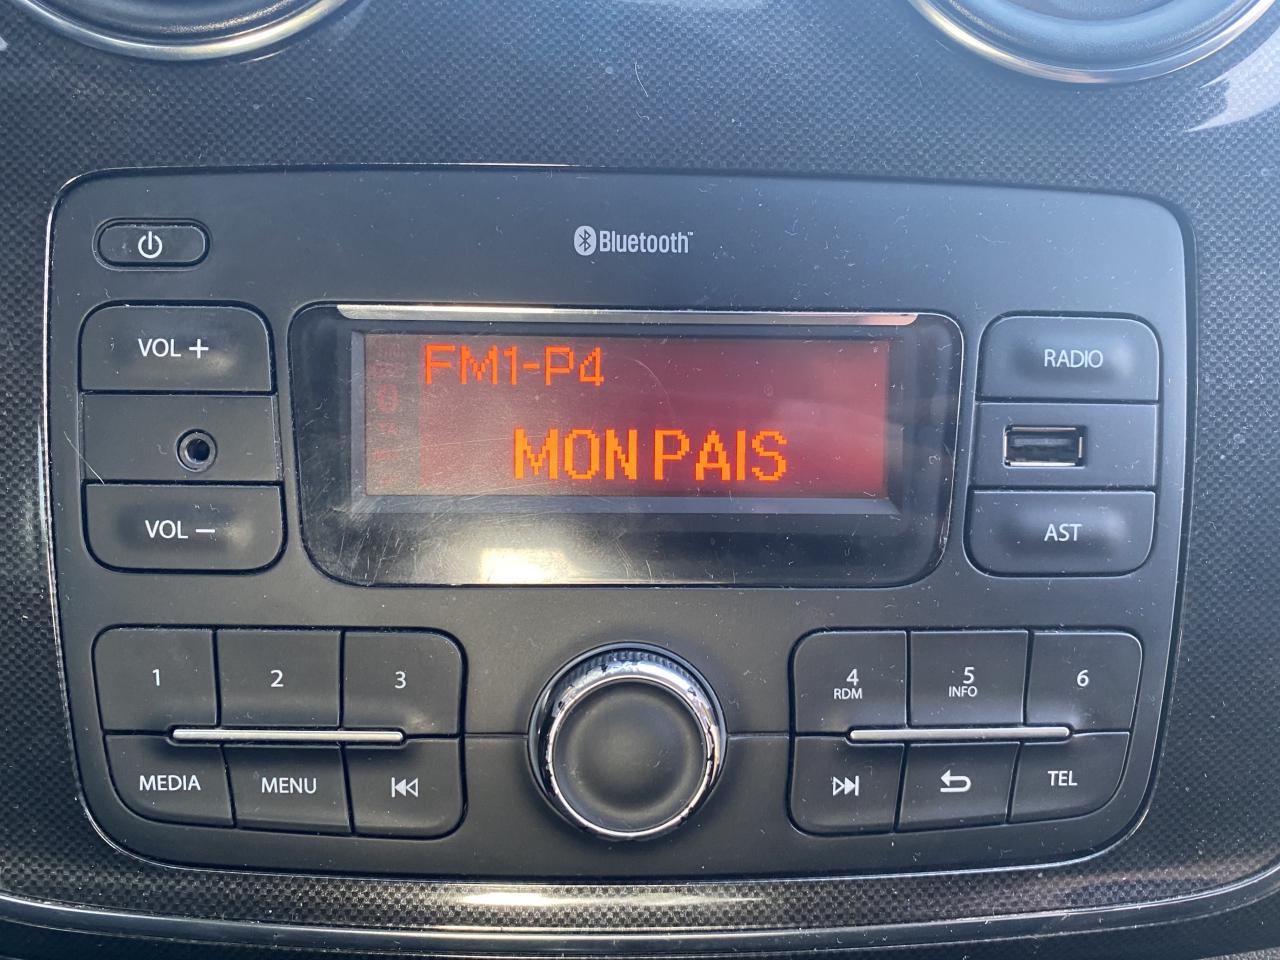 Bluetooth™
VOL +
FM1-P4
MON PAIS
RADIO
VOL −
AST
1
2
3
4
RDM
5
INFO
6
MEDIA
MENU
TEL